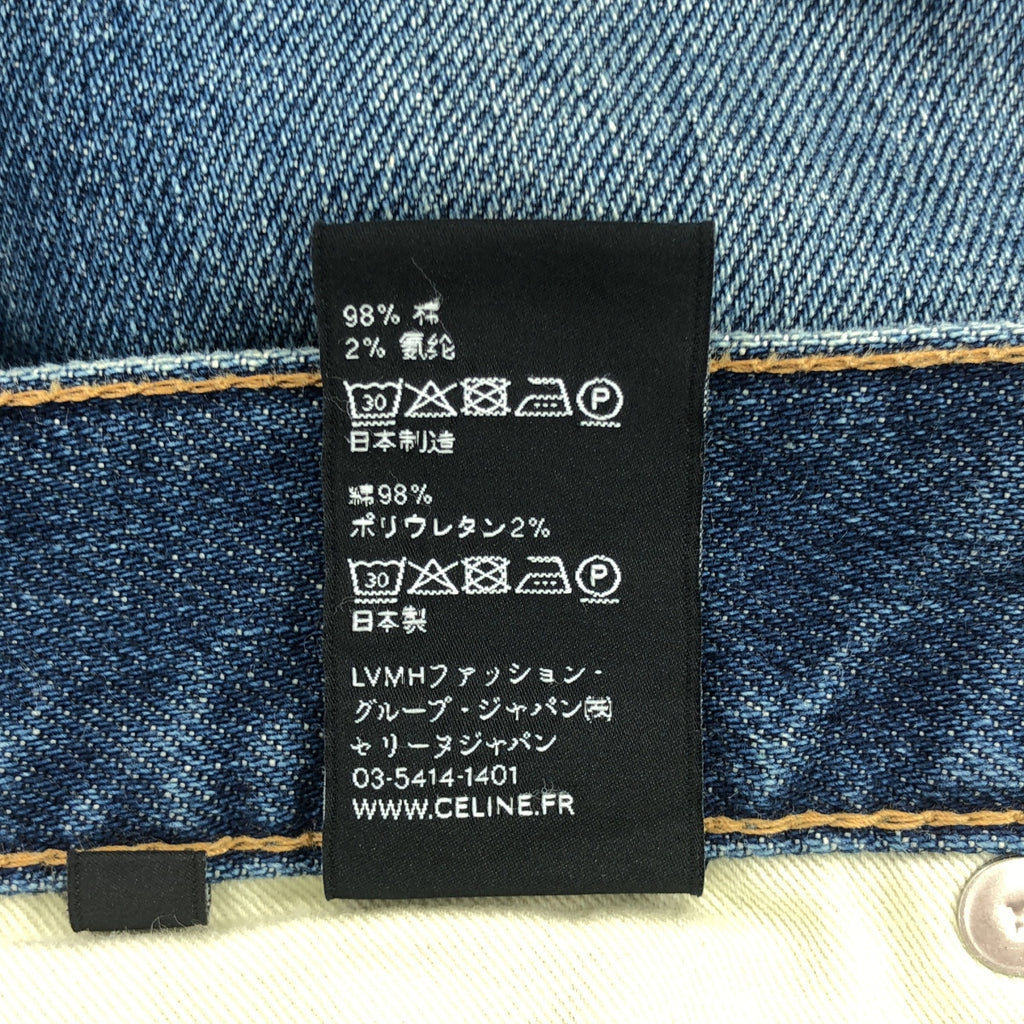 98% 棉
2% 氨纶
30 P
日本制造
綿98%
ポリウレタン2%
30 P
日本製
LVMHファッション・
グループ・ジャパン㈱
セリーヌジャパン
03-5414-1401
WWW.CELINE.FR